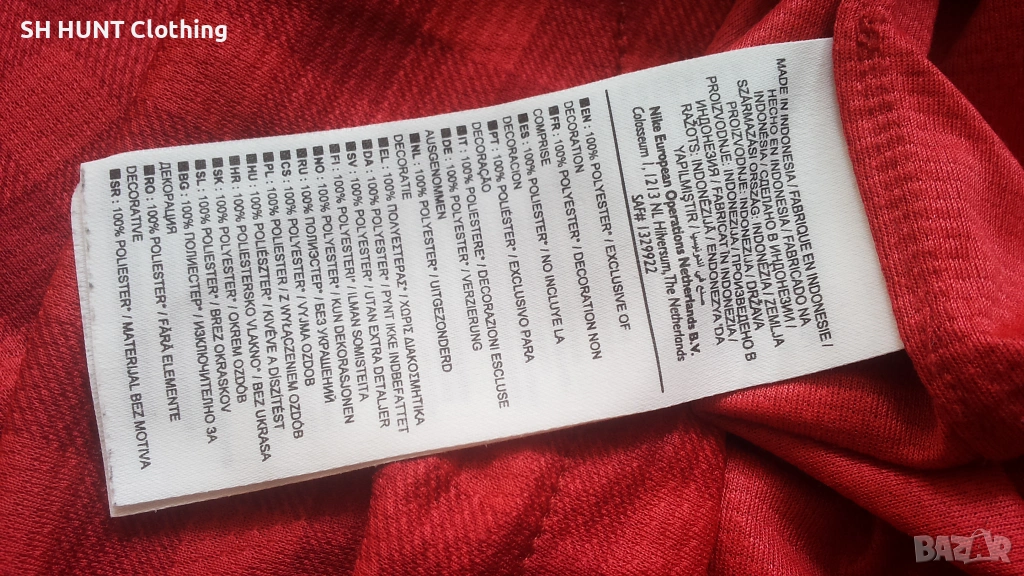 SH HUNT Clothing
MADE IN INDONESIA / FABRIQUE EN INDONESIE /
HECHO EN INDONESIA / FABRICADO NA
INDONESIA / СДЕЛАНО В ИНДОНЕЗИИ /
SZÁRMAZÁSI ORSZÁG: INDONÉZIA / ZEMLJA
PROIZVODNJE: INDONEZIJA / DRŽAVA
PROIZVODNJE: INDONEZIJA / ПРОИЗВЕДЕНО В
ИНДОНЕЗИЯ / FABRICAT IN INDONEZIA /
RAŽOTS: INDONĒZIJĀ / ENDONEZYA 'DA
YAPILMIŞTIR /
Nike European Operations Netherlands B.V.
Colosseum 1, 1213 NL Hilversum, The Netherlands
SAF# 1329922
EN : 100% POLYESTER* / EXCLUSIVE OF
DECORATION
FR : 100% POLYESTER* / DECORATION NON
COMPRISE
ES : 100% POLIESTER* / NO INCLUYE LA
DECORACION
PT : 100% POLIÉSTER* / EXCLUSIVO PARA
DECORAÇÃO
IT : 100% POLIESTERE* / DECORAZIONI ESCLUSE
DE : 100% POLYESTER* / VERZIERUNG
AUSGENOMMEN
NL : 100% POLYESTER* / UITGEZONDERD
DECORATIE
EL : 100% ΠΟΛΥΕΣΤΕΡΑΣ* / ΧΩΡΙΣ ΔΙΑΚΟΣΜΗΤΙΚΑ
DA : 100% POLYESTER* / PYNT IKKE INDBEFATTET
SV : 100% POLYESTER* / UTAN EXTRA DETALJER
FI : 100% POLYESTERI* / ILMAN SOMISTEITA
NO : 100% POLYESTER* / KUN DEKORASJONEN
RU : 100% ПОЛИЭСТЕР* / БЕЗ УКРАШЕНИЙ
CS : 100% POLYESTER* / VYJMA OZDOB
PL : 100% POLIESTER / Z WYŁĄCZENIEM OZDÓB
HU : 100% POLIÉSZTER* / KIVÉVE A DÍSZÍTÉST
HR : 100% POLIESTERSKO VLAKNO* / BEZ UKRASA
SK : 100% POLYESTER* / OKREM OZDÔB
SL : 100% POLIESTER* / BREZ OKRASKOV
BG : 100% ПОЛИЕСТЕР* / ИЗКЛЮЧИТЕЛНО ЗА
ДЕКОРАЦИЯ
RO : 100% POLIESTER* / FĂRĂ ELEMENTE
DECORATIVE
SR : 100% POLIESTER* / MATERIJAL BEZ MOTIVA
BAZAR